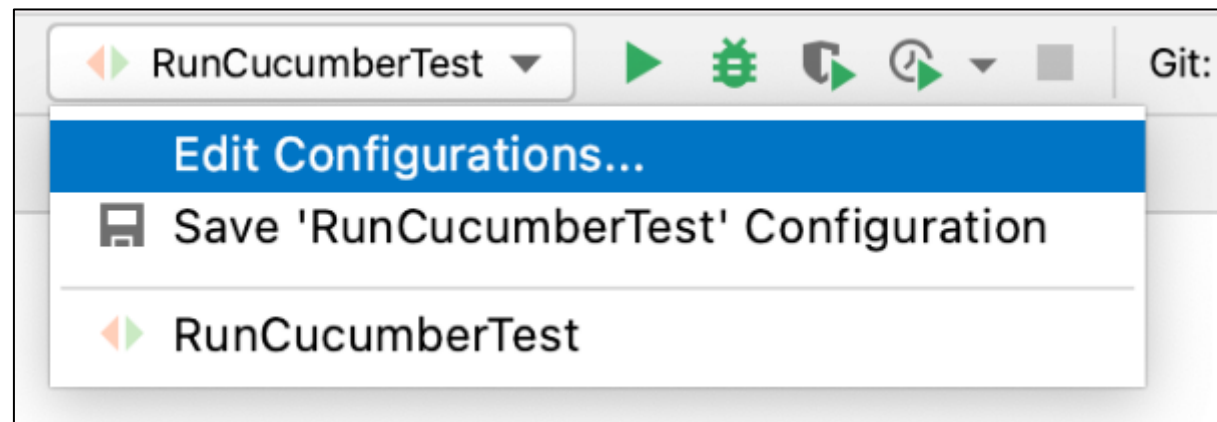 RunCucumberTest Git:
Edit Configurations...
Save 'RunCucumberTest' Configuration
RunCucumberTest